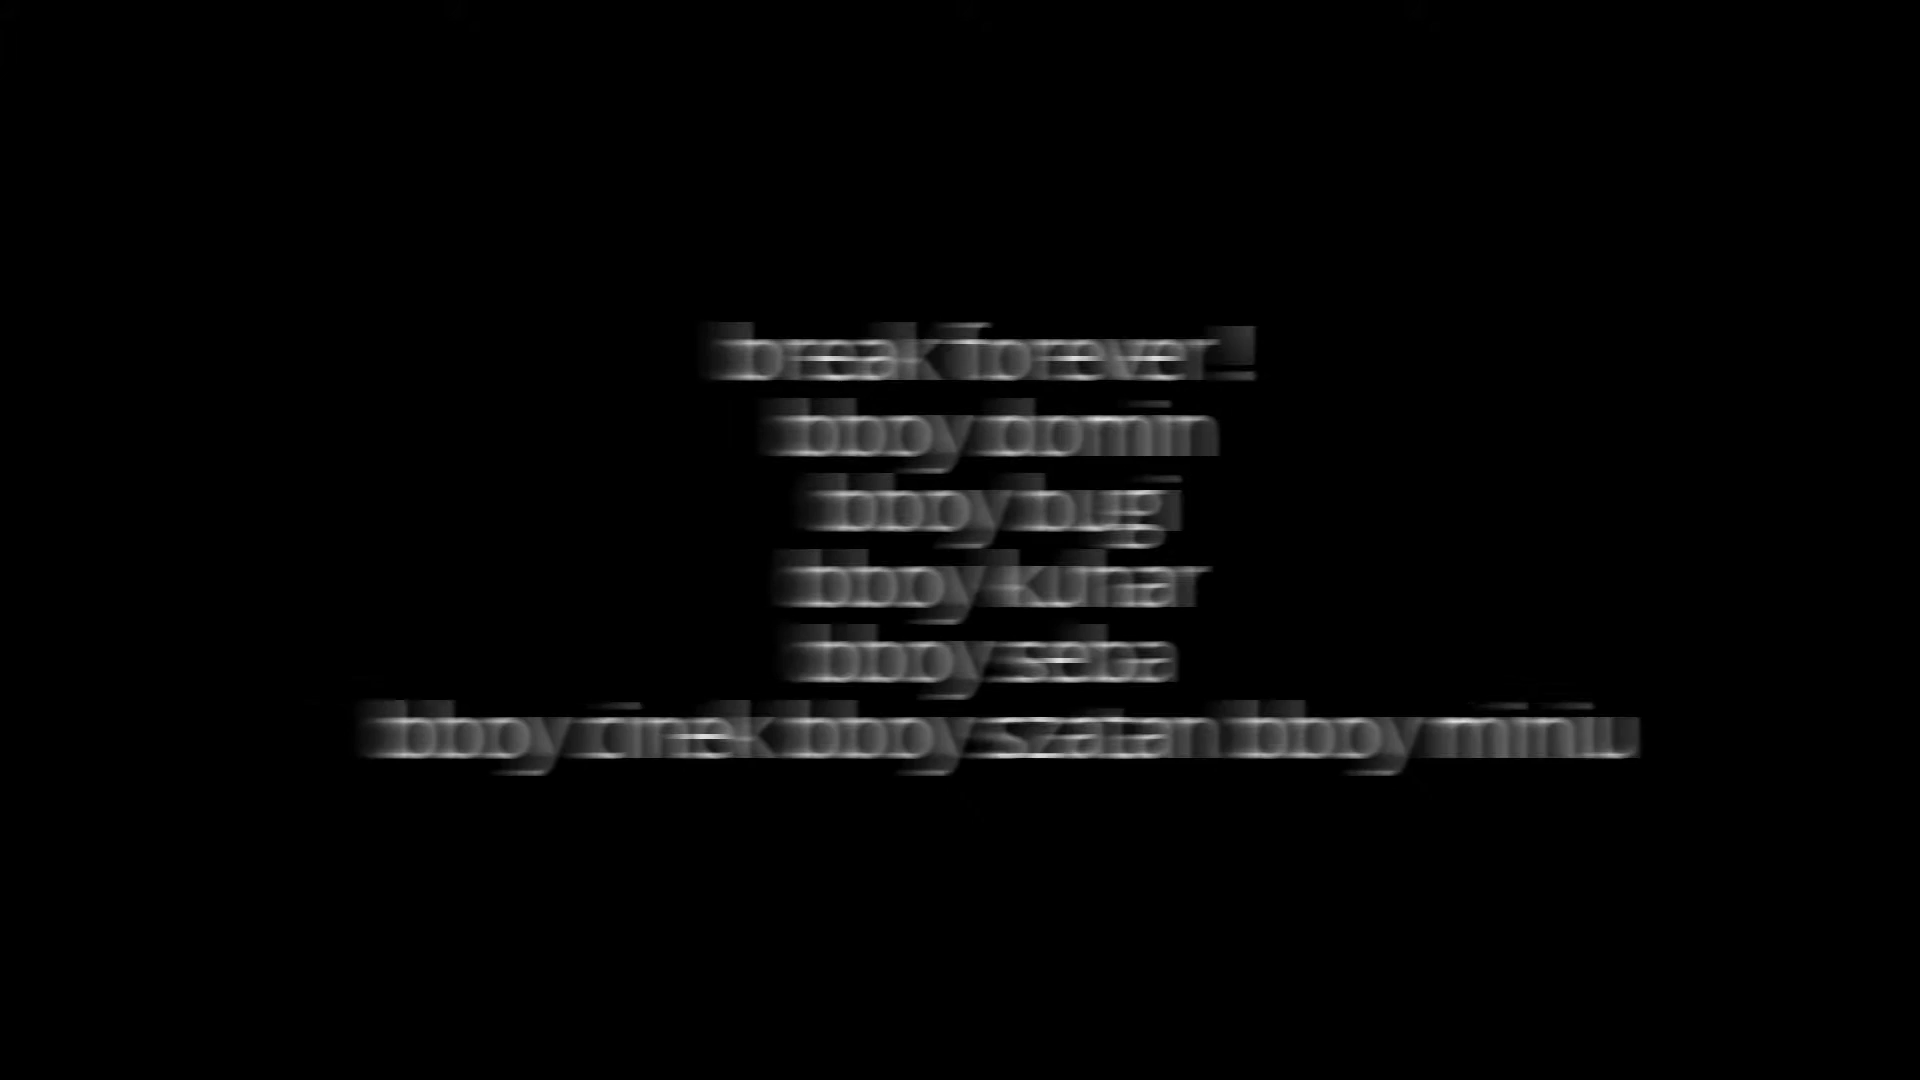 break forever !
bboy domin
bboy bugi
bboy kuhar
bboy seba
bboy cinek bboy szatan bboy miniu